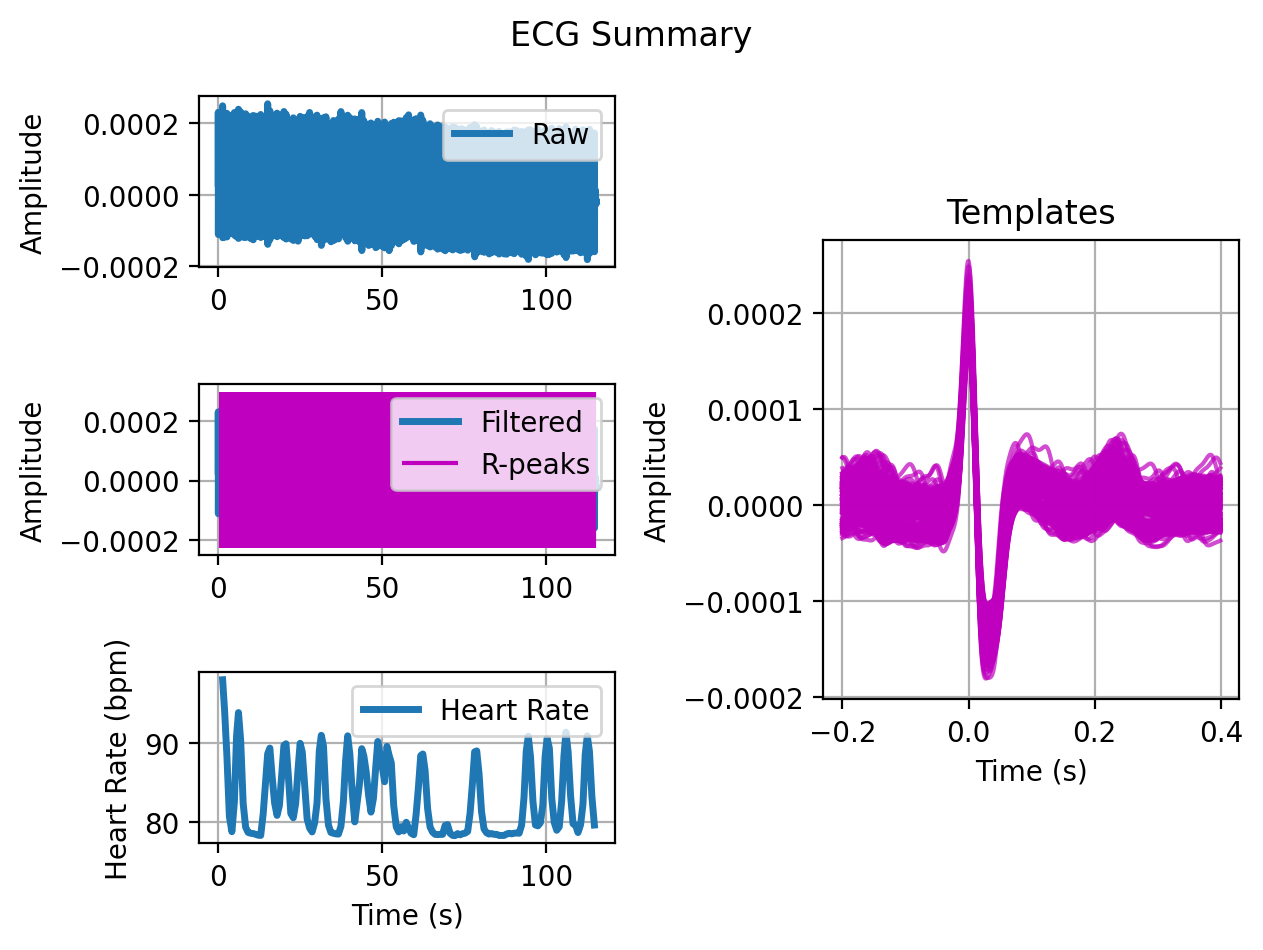 ECG Summary
Amplitude
0.0002
0.0000
−0.0002
Raw
0
50
100
Amplitude
0.0002
0.0000
−0.0002
Filtered
R-peaks
0
50
100
Heart Rate (bpm)
90
80
Heart Rate
0
50
100
Time (s)
Templates
Amplitude
0.0002
0.0001
0.0000
−0.0001
−0.0002
−0.2
0.0
0.2
0.4
Time (s)